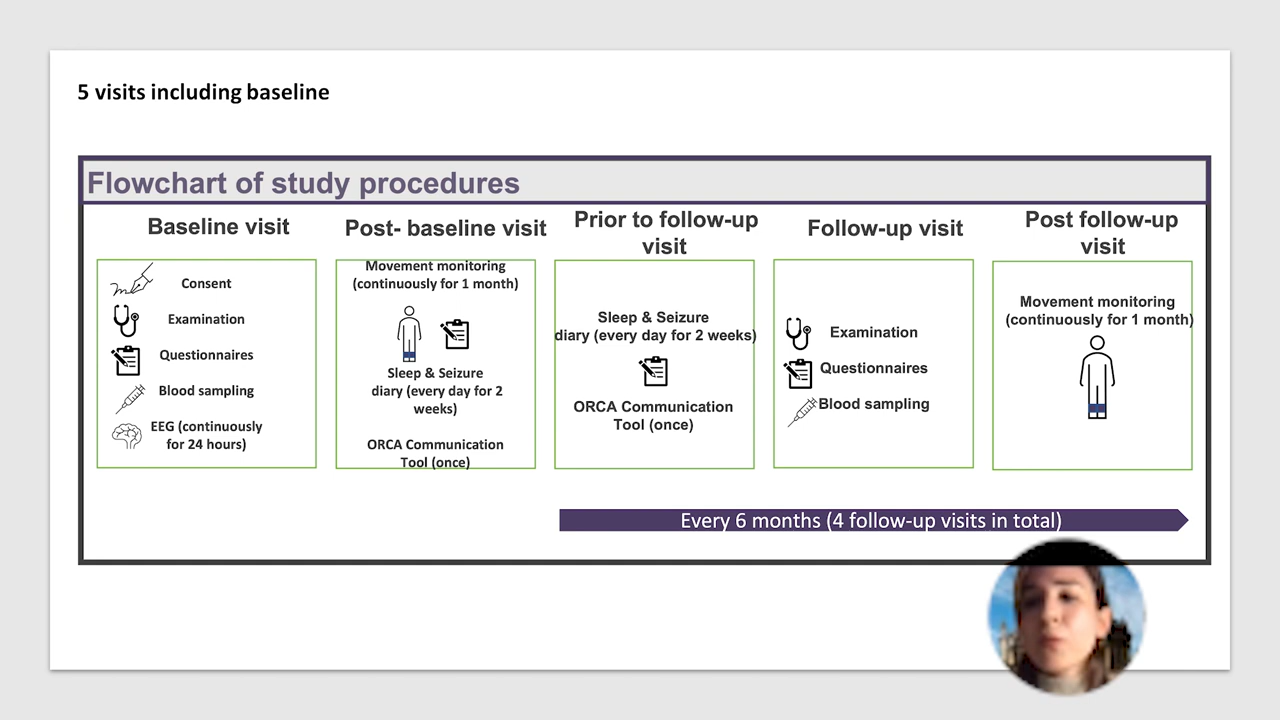 5 visits including baseline
Flowchart of study procedures
Baseline visit
Consent
Examination
Questionnaires
Blood sampling
EEG (continuously
for 24 hours)
Post- baseline visit
Movement monitoring
(continuously for 1 month)
Sleep & Seizure
diary (every day for 2
weeks)
ORCA Communication
Tool (once)
Prior to follow-up
visit
Sleep & Seizure
diary (every day for 2 weeks)
ORCA Communication
Tool (once)
Follow-up visit
Examination
Questionnaires
Blood sampling
Post follow-up
visit
Movement monitoring
(continuously for 1 month)
Every 6 months (4 follow-up visits in total)